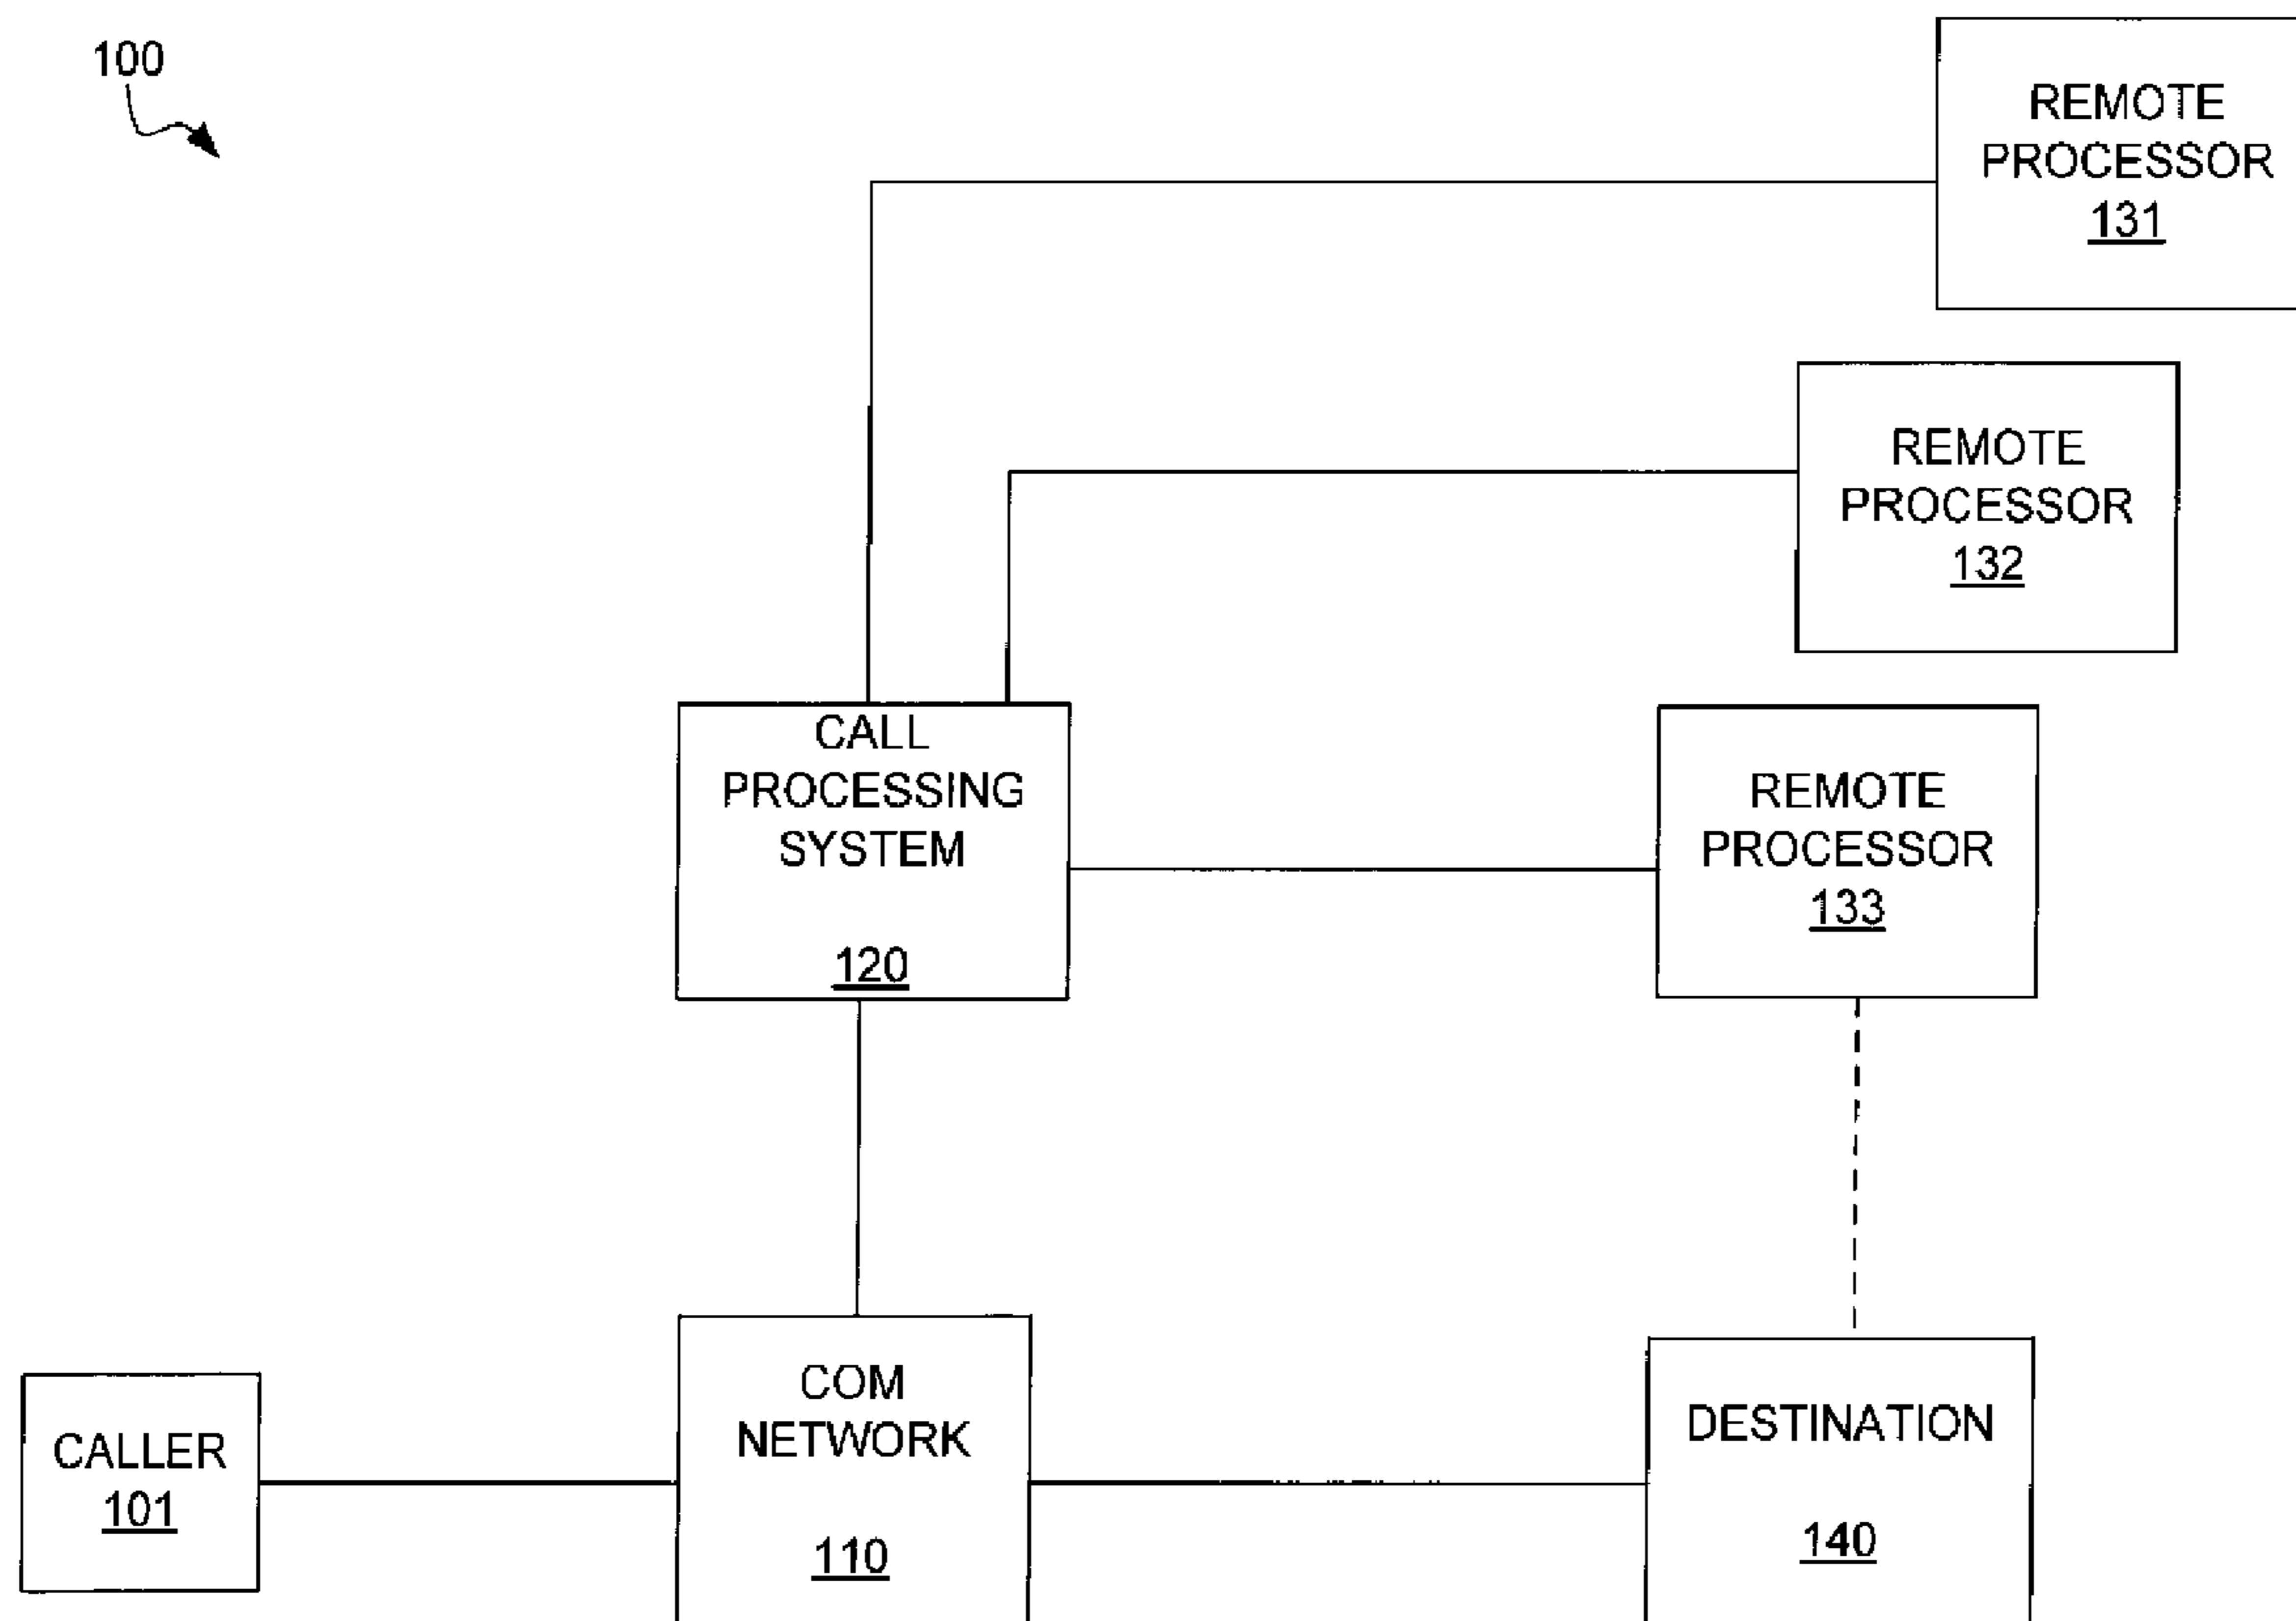 100
REMOTE
PROCESSOR
131
REMOTE
PROCESSOR
132
CALL
PROCESSING
SYSTEM
120
REMOTE
PROCESSOR
133
CALLER
101
COM
NETWORK
110
DESTINATION
140